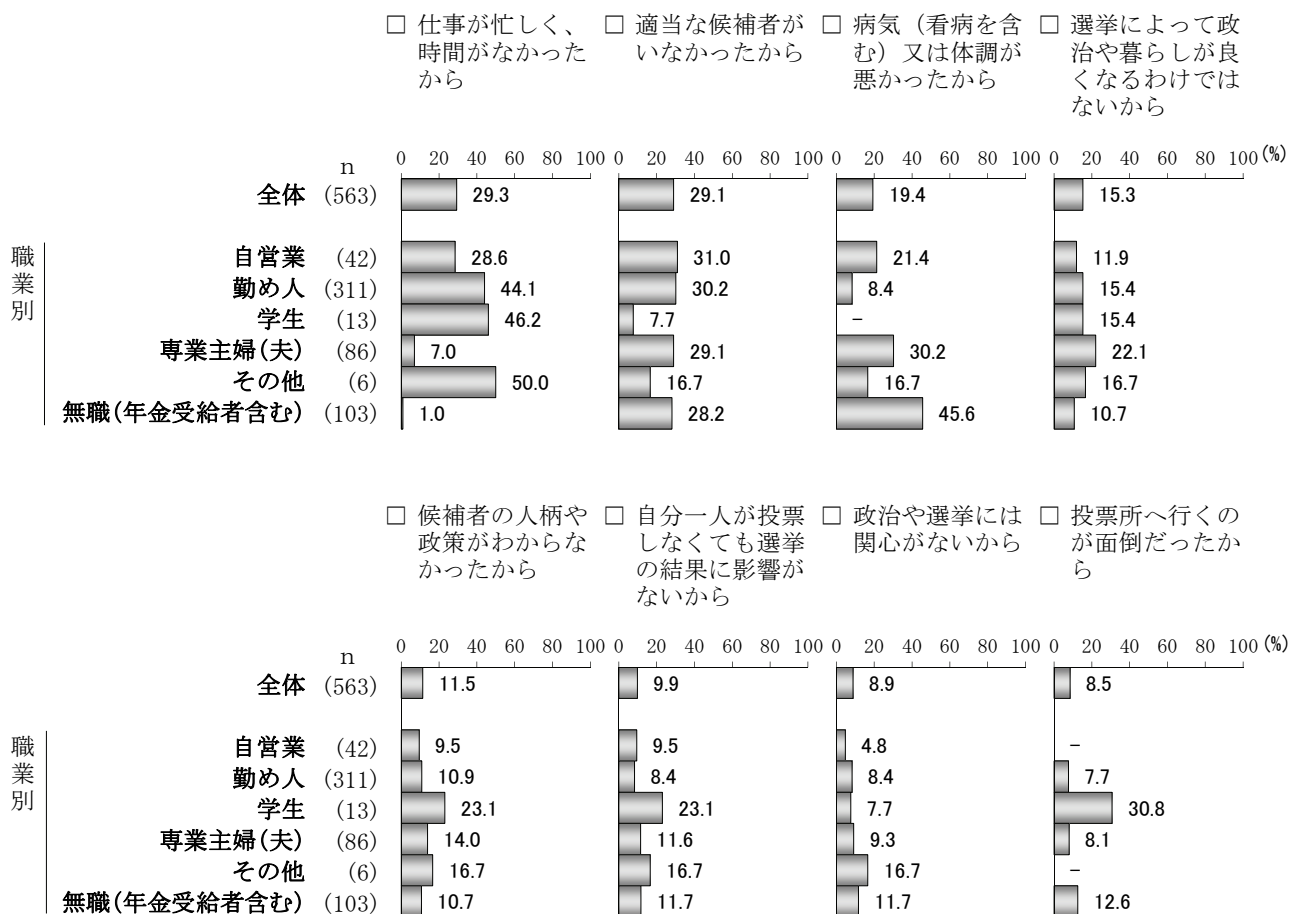 □ 仕事が忙しく、
時間がなかった
から
□ 適当な候補者が
いなかったから
□ 病気（看病を含
む）又は体調が
悪かったから
□ 選挙によって政
治や暮らしが良
くなるわけでは
ないから
n
0 20 40 60 80 100 0 20 40 60 80 100 0 20 40 60 80 100 0 20 40 60 80 100 (%)
全体 (563) 29.3 29.1 19.4 15.3
職業別
自営業 (42) 28.6 31.0 21.4 11.9
勤め人 (311) 44.1 30.2 8.4 15.4
学生 (13) 46.2 7.7 - 15.4
専業主婦(夫) (86) 7.0 29.1 30.2 22.1
その他 (6) 50.0 16.7 16.7 16.7
無職(年金受給者含む) (103) 1.0 28.2 45.6 10.7
□ 候補者の人柄や
政策がわからな
かったから
□ 自分一人が投票
しなくても選挙
の結果に影響が
ないから
□ 政治や選挙には
関心がないから
□ 投票所へ行くの
が面倒だったか
ら
n
0 20 40 60 80 100 0 20 40 60 80 100 0 20 40 60 80 100 0 20 40 60 80 100 (%)
全体 (563) 11.5 9.9 8.9 8.5
職業別
自営業 (42) 9.5 9.5 4.8 -
勤め人 (311) 10.9 8.4 8.4 7.7
学生 (13) 23.1 23.1 7.7 30.8
専業主婦(夫) (86) 14.0 11.6 9.3 8.1
その他 (6) 16.7 16.7 16.7 -
無職(年金受給者含む) (103) 10.7 11.7 11.7 12.6